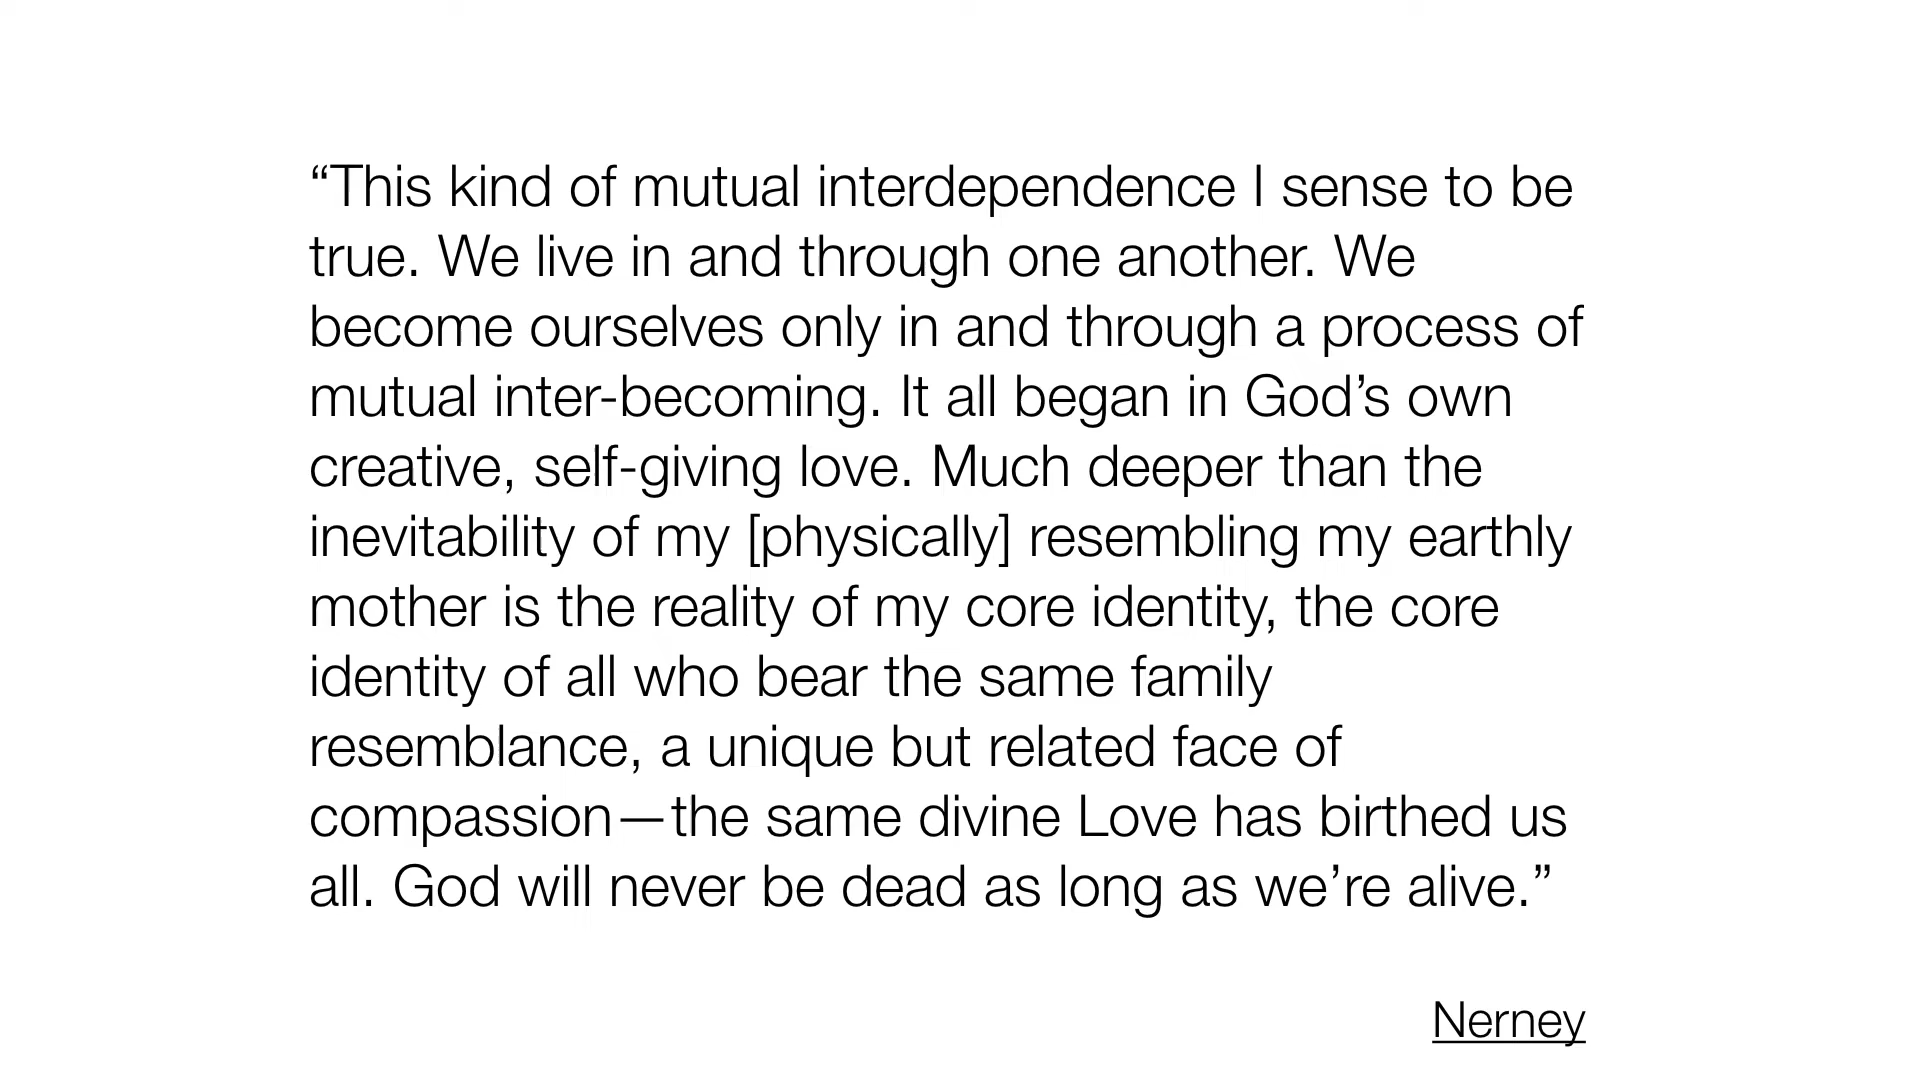 “This kind of mutual interdependence I sense to be
true. We live in and through one another. We
become ourselves only in and through a process of
mutual inter-becoming. It all began in God’s own
creative, self-giving love. Much deeper than the
inevitability of my [physically] resembling my earthly
mother is the reality of my core identity, the core
identity of all who bear the same family
resemblance, a unique but related face of
compassion—the same divine Love has birthed us
all. God will never be dead as long as we’re alive.”
Nerney